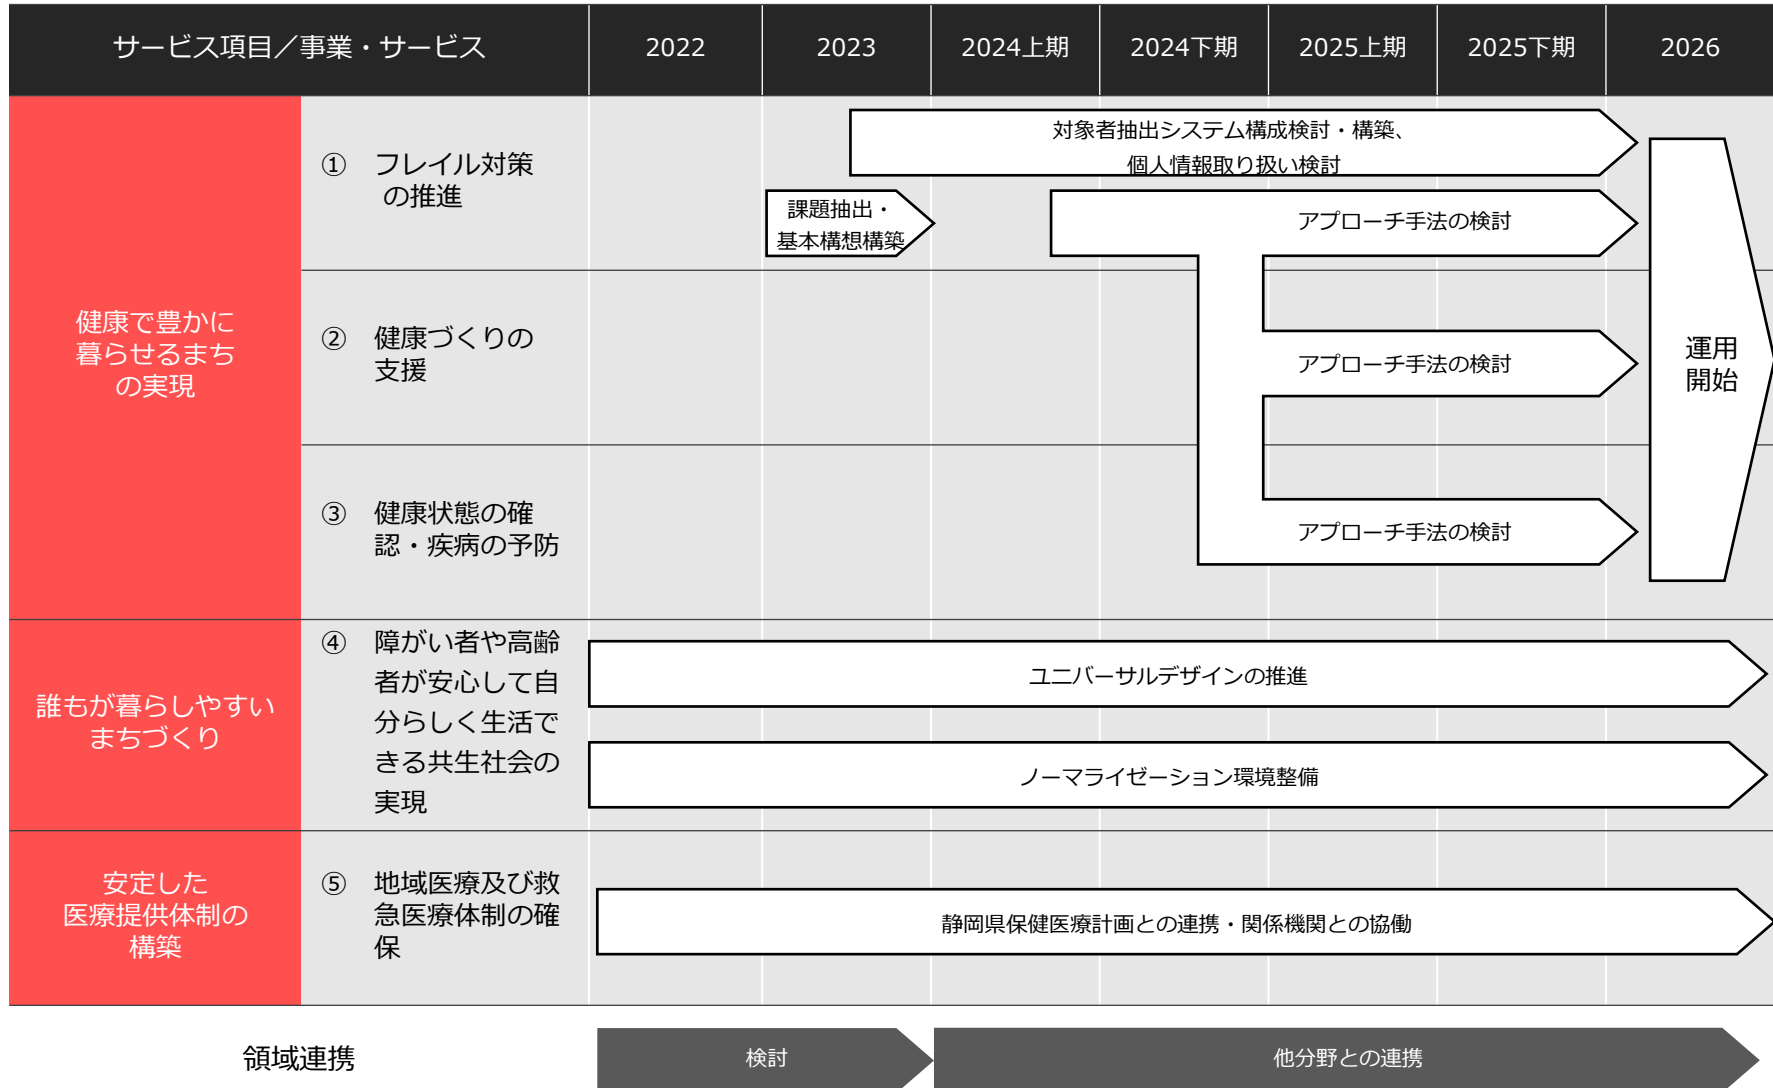 サービス項目／事業・サービス
2022
2023
2024上期
2024下期
2025上期
2025下期
2026
健康で豊かに
暮らせるまち
の実現
① フレイル対策
の推進
対象者抽出システム構成検討・構築、
個人情報取り扱い検討
課題抽出・
基本構想構築
アプローチ手法の検討
② 健康づくりの
支援
アプローチ手法の検討
③ 健康状態の確
認・疾病の予防
アプローチ手法の検討
運用
開始
誰もが暮らしやすい
まちづくり
④ 障がい者や高齢
者が安心して自
分らしく生活で
きる共生社会の
実現
ユニバーサルデザインの推進
ノーマライゼーション環境整備
安定した
医療提供体制の
構築
⑤ 地域医療及び救
急医療体制の確
保
静岡県保健医療計画との連携・関係機関との協働
領域連携
検討
他分野との連携